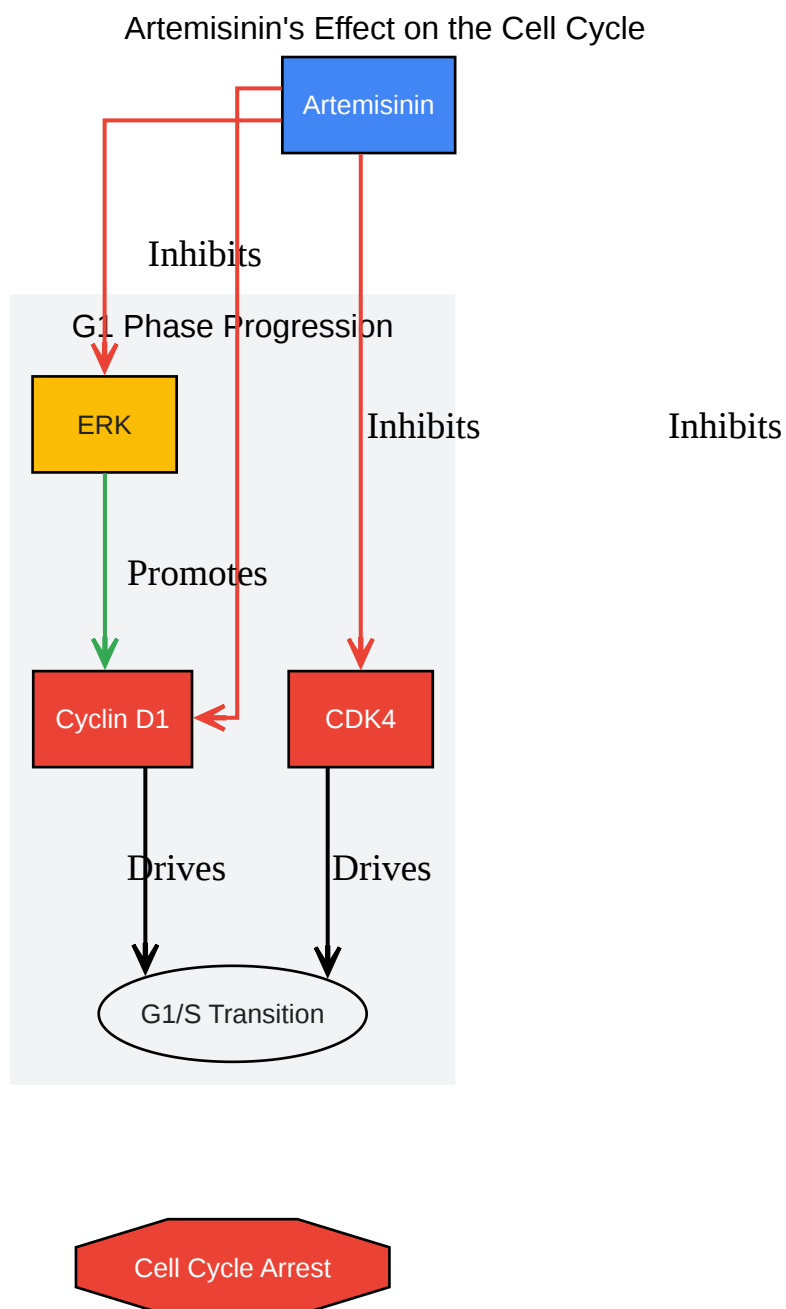 Artemisinin's Effect on the Cell Cycle
Artemisinin
Inhibits
G1 Phase Progression
ERK
Inhibits
Inhibits
Promotes
Cyclin D1
CDK4
Drives
Drives
G1/S Transition
Cell Cycle Arrest